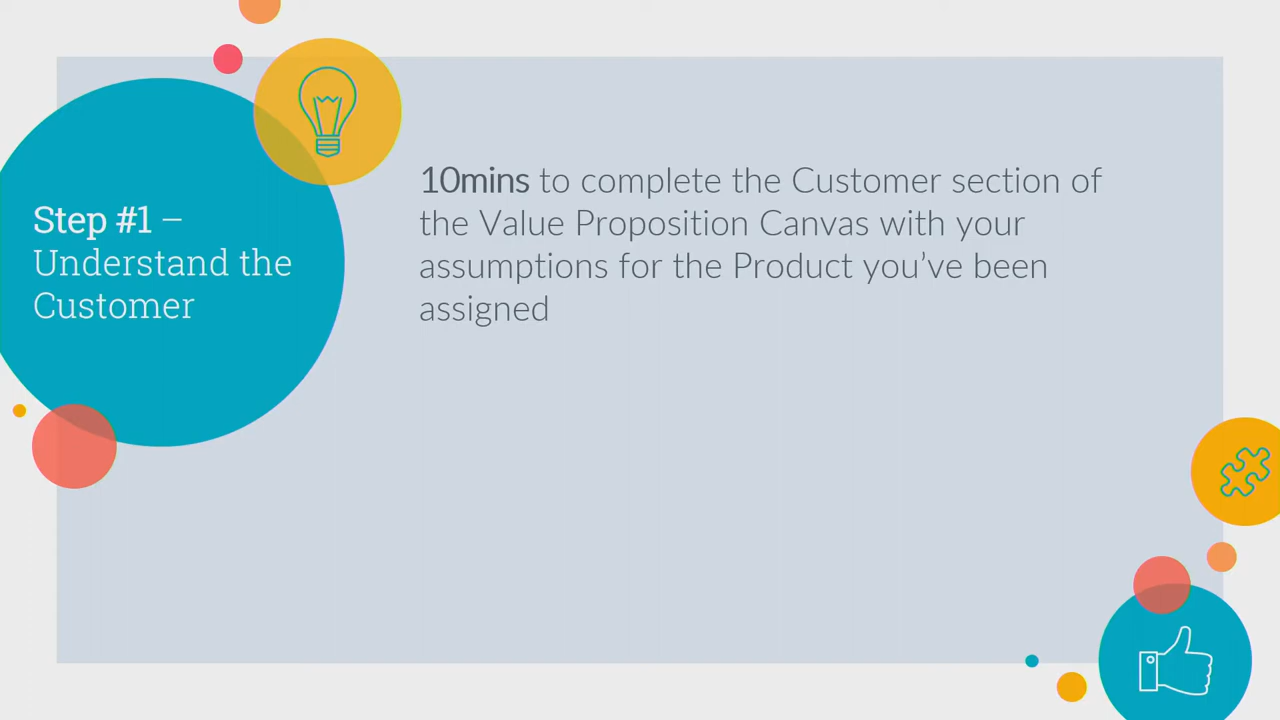 Step #1 –
Understand the
Customer
10mins to complete the Customer section of
the Value Proposition Canvas with your
assumptions for the Product you’ve been
assigned